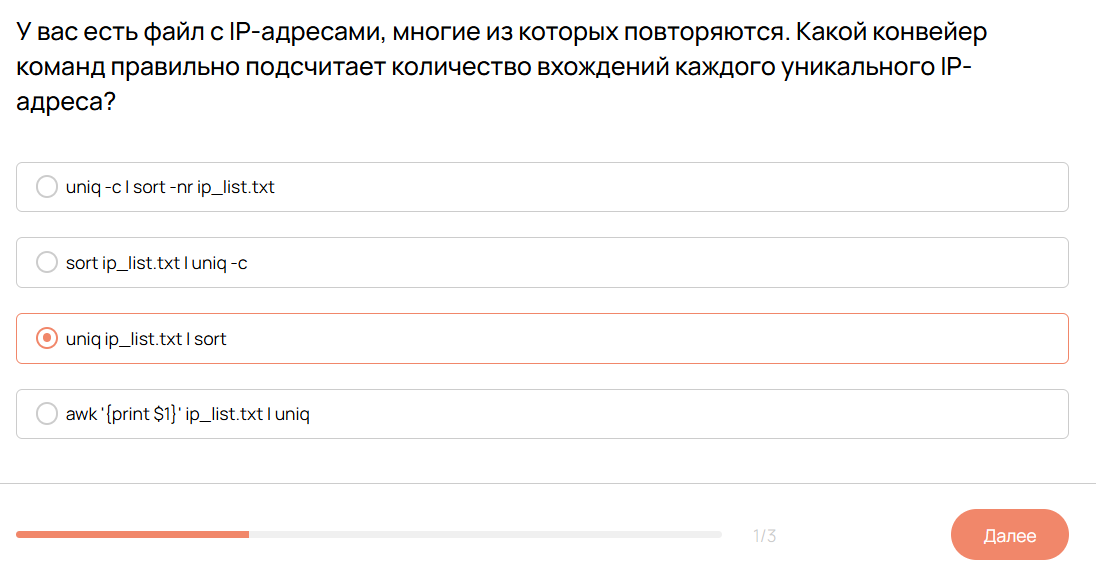 У вас есть файл с IP-адресами, многие из которых повторяются. Какой конвейер
команд правильно подсчитает количество вхождений каждого уникального IP-
адреса?
uniq -c | sort -nr ip_list.txt
sort ip_list.txt | uniq -c
uniq ip_list.txt | sort
awk '{print $1}' ip_list.txt | uniq
1/3
Далее